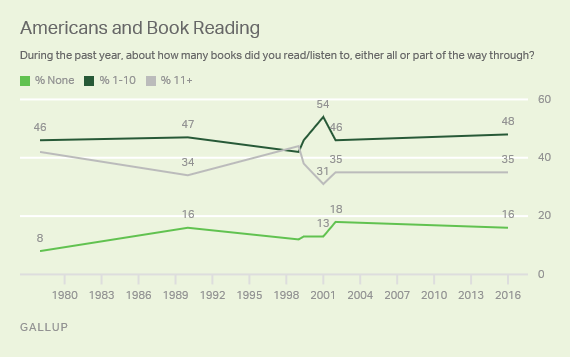 Americans and Book Reading
During the past year, about how many books did you read/listen to, either all or part of the way through?
% None % 1-10 % 11+
60
54
46 47 46 48
40
34 31 35 35
20
8 16 13 18 16
0
1980 1983 1986 1989 1992 1995 1998 2001 2004 2007 2010 2013 2016
GALLUP